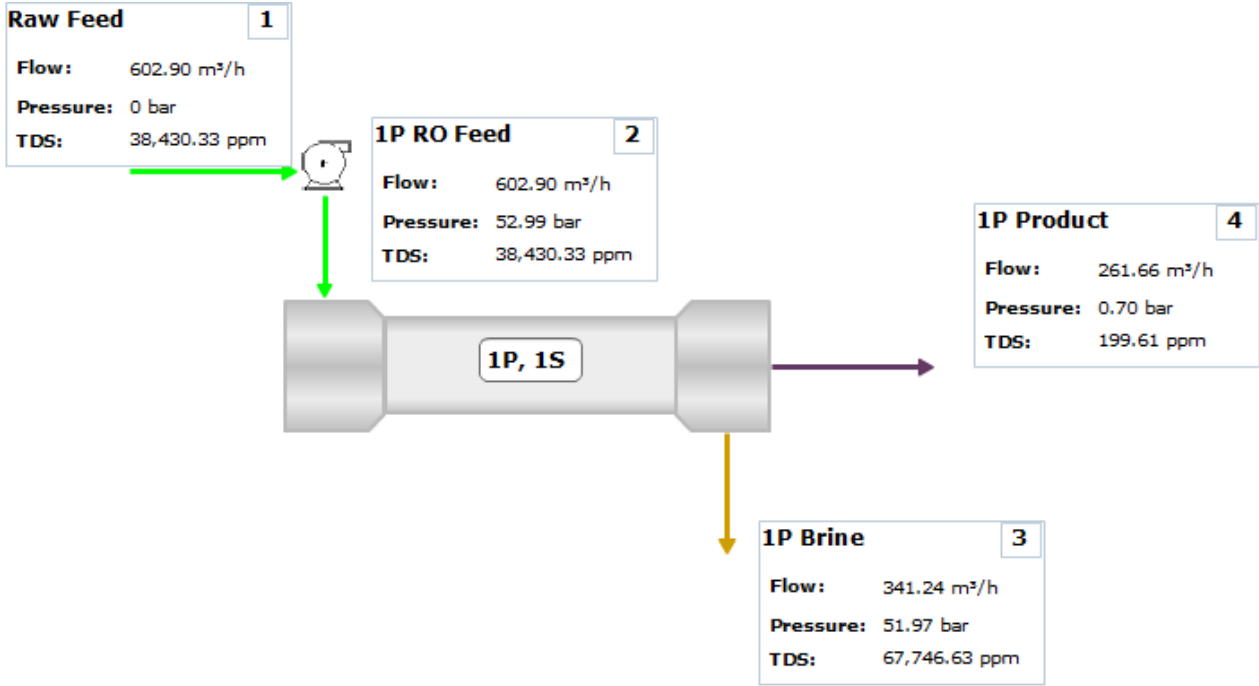 Raw Feed 1
Flow: 602.90 m³/h
Pressure: 0 bar
TDS: 38,430.33 ppm
1P RO Feed 2
Flow: 602.90 m³/h
Pressure: 52.99 bar
TDS: 38,430.33 ppm
1P, 1S
1P Product 4
Flow: 261.66 m³/h
Pressure: 0.70 bar
TDS: 199.61 ppm
1P Brine 3
Flow: 341.24 m³/h
Pressure: 51.97 bar
TDS: 67,746.63 ppm